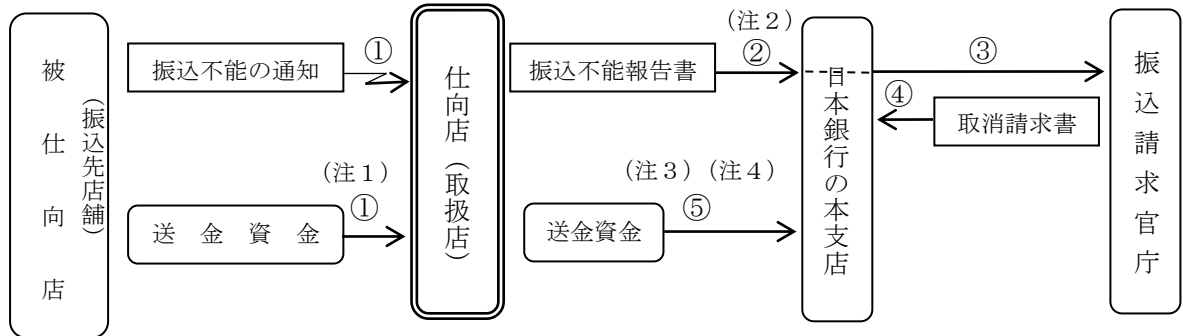 被仕向店
(振込先店舗)
振込不能の通知
①
(注1)
送金資金
①
仕向店(取扱店)
振込不能報告書
(注2)
②
(注3)(注4)
送金資金
⑤
日本銀行の本支店
③
④
取消請求書
振込請求官庁